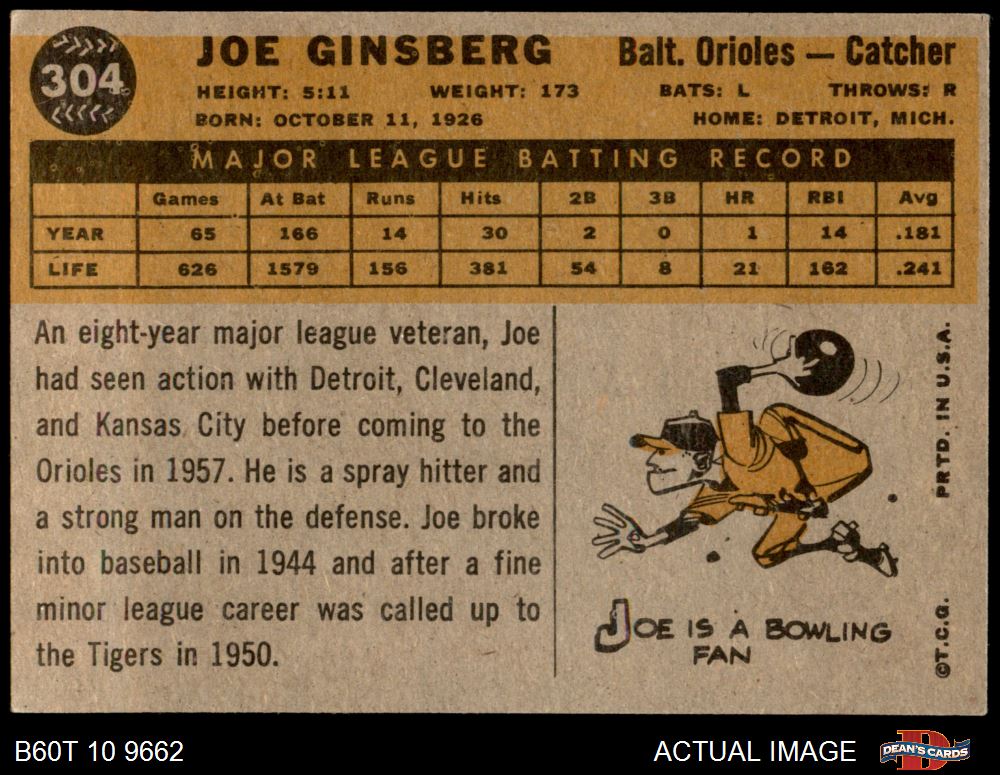 304
JOE GINSBERG
Balt. Orioles — Catcher
HEIGHT: 5:11 WEIGHT: 173 BATS: L THROWS: R
BORN: OCTOBER 11, 1926 HOME: DETROIT, MICH.
MAJOR LEAGUE BATTING RECORD
Games At Bat Runs Hits 2B 3B HR RBI Avg
YEAR 65 166 14 30 2 0 1 14 .181
LIFE 626 1579 156 381 54 8 21 162 .241
An eight-year major league veteran, Joe
had seen action with Detroit, Cleveland,
and Kansas City before coming to the
Orioles in 1957. He is a spray hitter and
a strong man on the defense. Joe broke
into baseball in 1944 and after a fine
minor league career was called up to
the Tigers in 1950.
JOE IS A BOWLING
FAN
©T.C.G. PRTD. IN U.S.A.
B60T 10 9662
ACTUAL IMAGE
D
DEAN'S CARDS